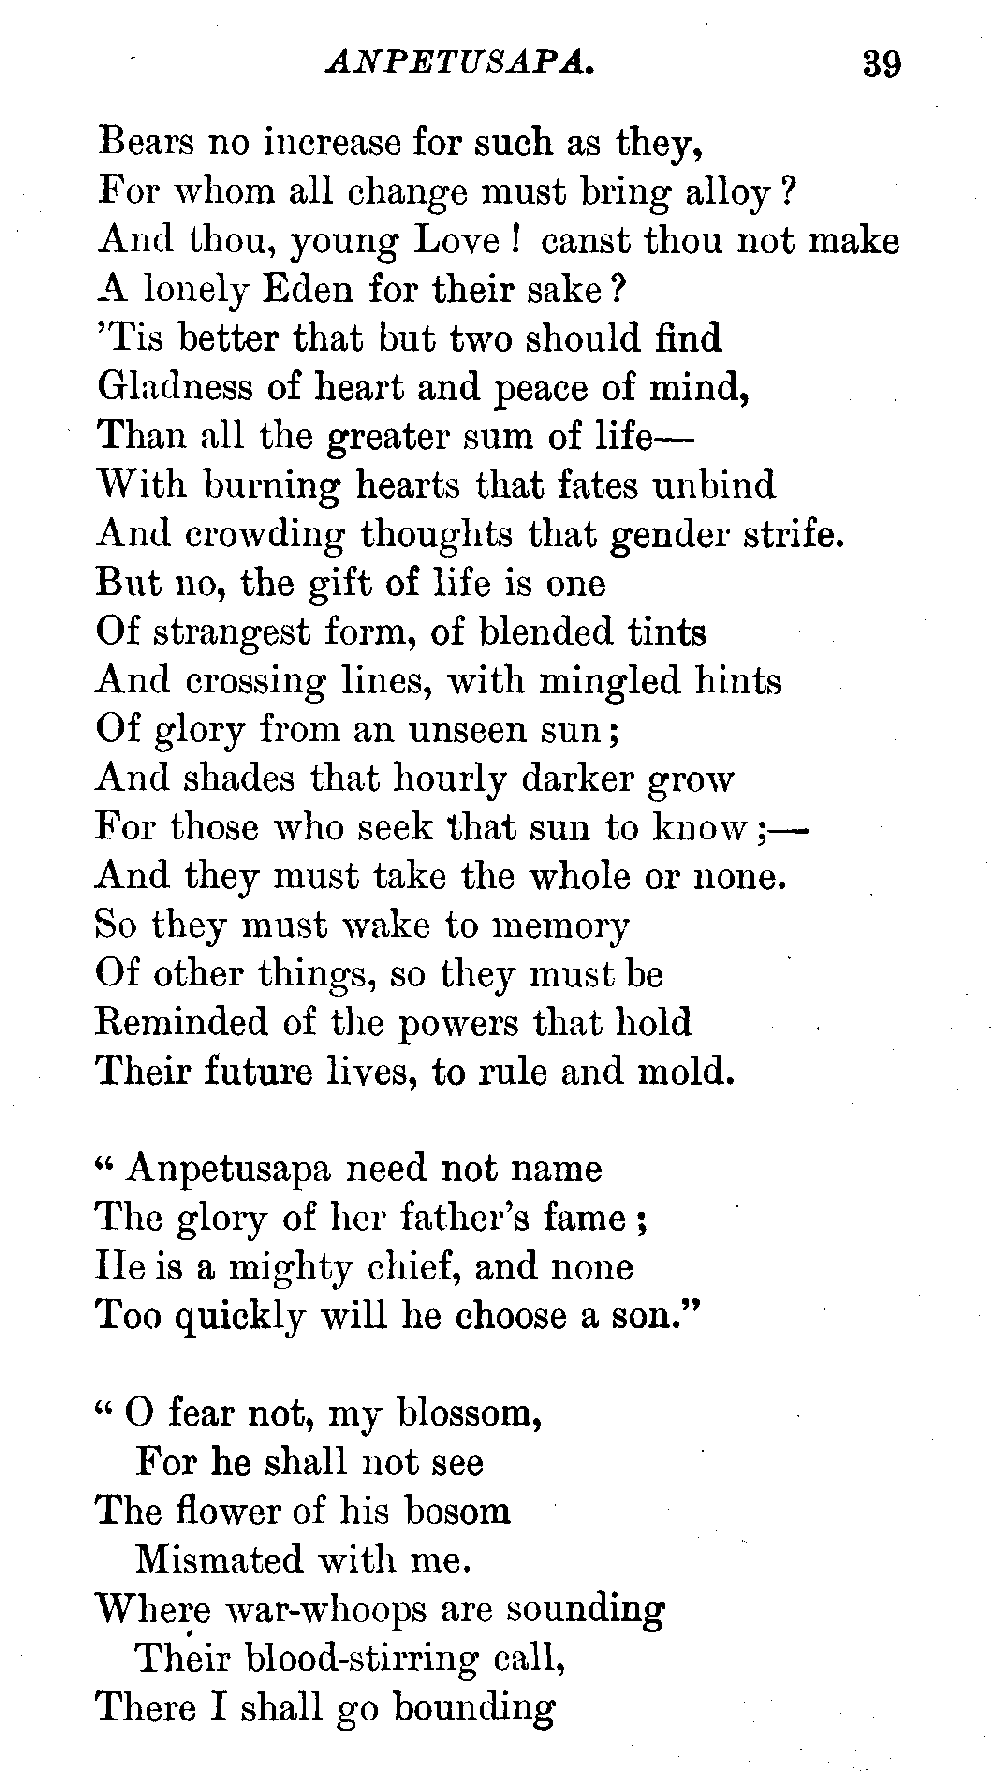 ANPETUSAPA. 39
Bears no increase for such as they,
For whom all change must bring alloy ?
And thou, young Love ! canst thou not make
A lonely Eden for their sake ?
’Tis better that but two should find
Gladness of heart and peace of mind,
Than all the greater sum of life—
With burning hearts that fates unbind
And crowding thoughts that gender strife.
But no, the gift of life is one
Of strangest form, of blended tints
And crossing lines, with mingled hints
Of glory from an unseen sun ;
And shades that hourly darker grow
For those who seek that sun to know ;—
And they must take the whole or none.
So they must wake to memory
Of other things, so they must be
Reminded of the powers that hold
Their future lives, to rule and mold.
“ Anpetusapa need not name
The glory of her father’s fame ;
He is a mighty chief, and none
Too quickly will he choose a son.”
“ O fear not, my blossom,
For he shall not see
The flower of his bosom
Mismated with me.
Where war-whoops are sounding
Their blood-stirring call,
There I shall go bounding